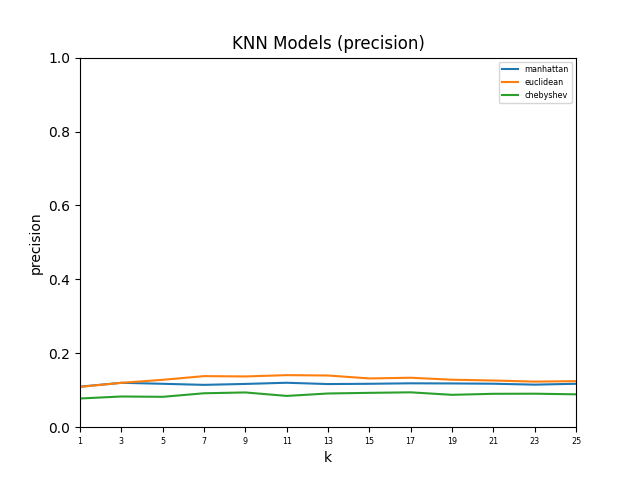 KNN Models (precision)
1.0
0.8
0.6
0.4
0.2
0.0
precision
manhattan
euclidean
chebyshev
1 3 5 7 9 11 13 15 17 19 21 23 25
k